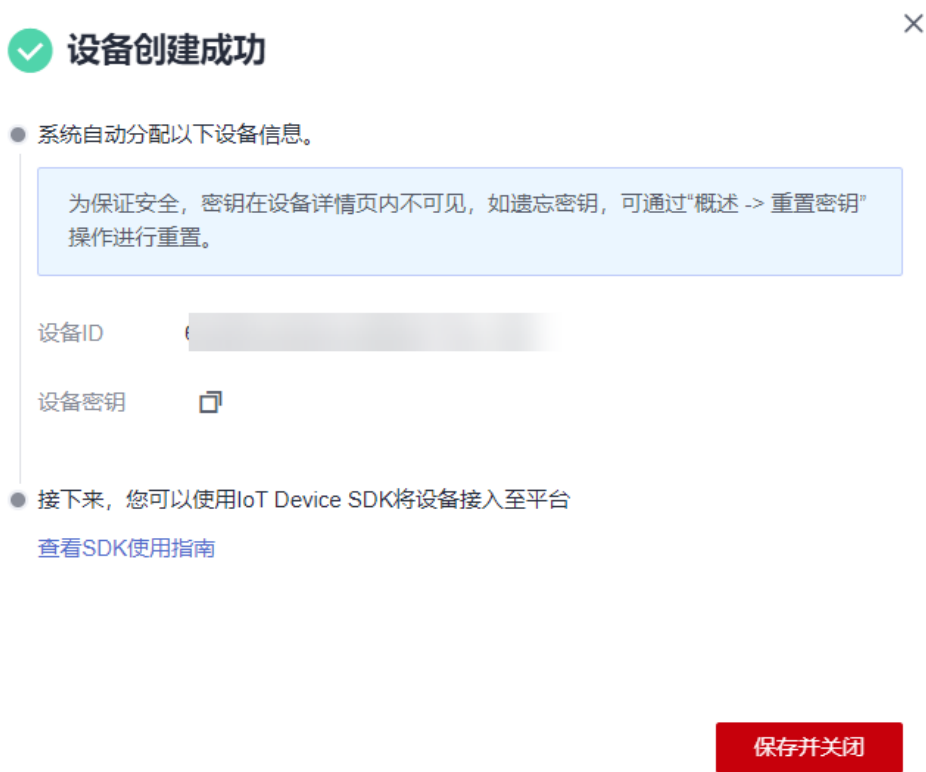 设备创建成功
系统自动分配以下设备信息。
为保证安全，密钥在设备详情页内不可见，如遗忘密钥，可通过“概述 -> 重置密钥”
操作进行重置。
设备ID
设备密钥
接下来，您可以使用IoT Device SDK将设备接入至平台
查看SDK使用指南
保存并关闭